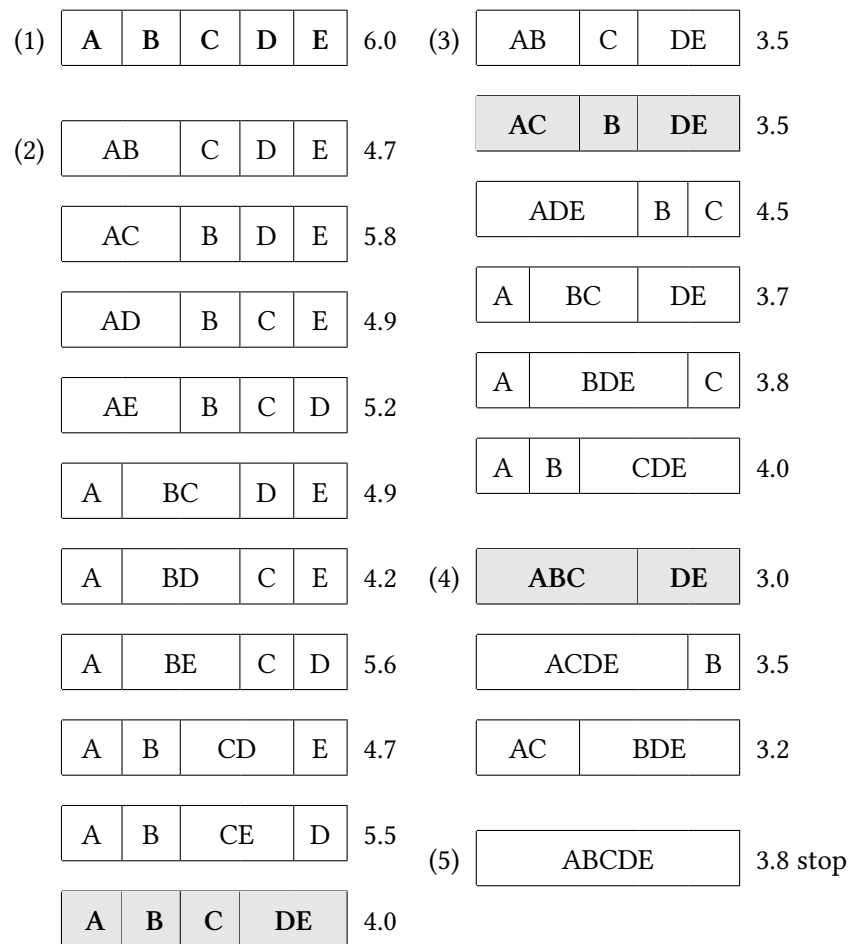 (1) A B C D E 6.0
(2) AB C D E 4.7
AC B D E 5.8
AD B C E 4.9
AE B C D 5.2
A BC D E 4.9
A BD C E 4.2
A BE C D 5.6
A B CD E 4.7
A B CE D 5.5
A B C DE 4.0
(3) AB C DE 3.5
AC B DE 3.5
ADE B C 4.5
A BC DE 3.7
A BDE C 3.8
A B CDE 4.0
(4) ABC DE 3.0
ACDE B 3.5
AC BDE 3.2
(5) ABCDE 3.8 stop